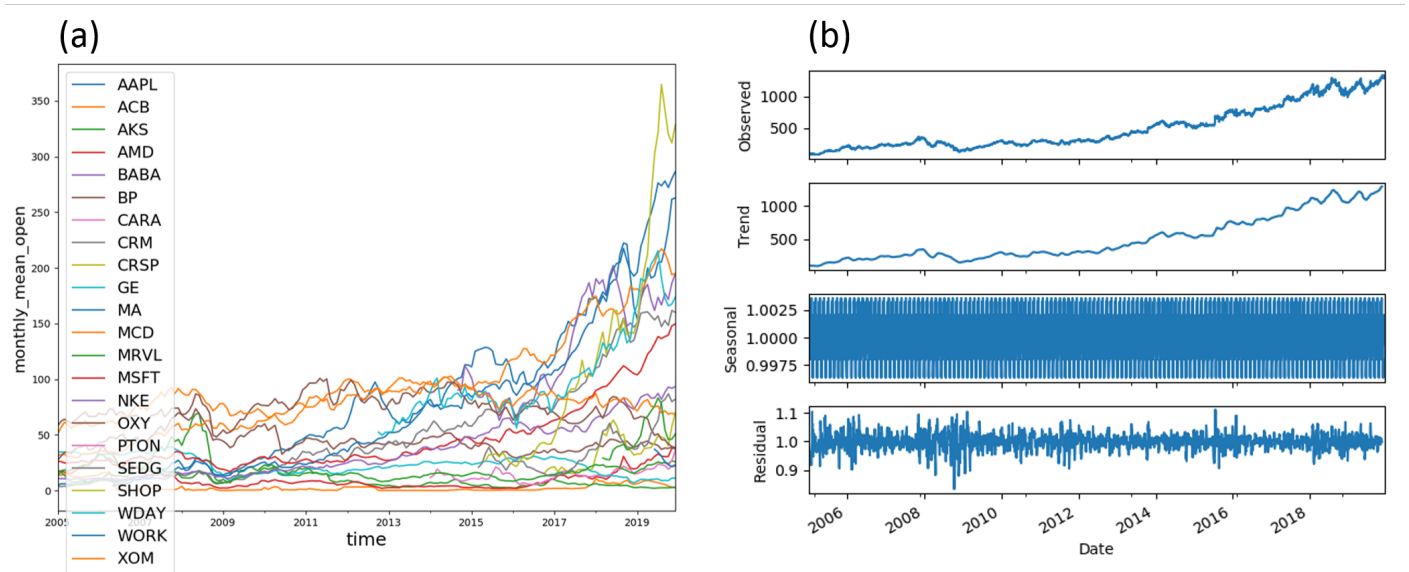 (a)
350
300
250
200
150
100
50
0
monthly_mean_open
AAPL
ACB
AKS
AMD
BABA
BP
CARA
CRM
CRSP
GE
MA
MCD
MRVL
MSFT
NKE
OXY
PTON
SEDG
SHOP
WDAY
WORK
XOM
2005 2007 2009 2011 2013 2015 2017 2019
time
(b)
Observed
1000
500
Trend
1000
500
Seasonal
1.0025
1.0000
0.9975
Residual
1.1
1.0
0.9
2006 2008 2010 2012 2014 2016 2018
Date